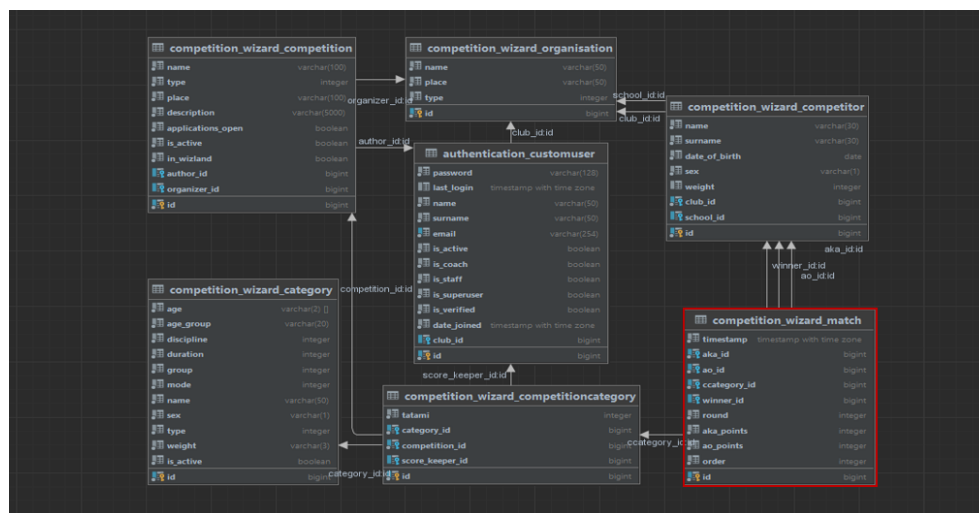 competition_wizard_competition
name varchar(100)
type integer
place varchar(100)
description varchar(5000)
applications_open boolean
is_active boolean
in_wizland boolean
author_id bigint
organizer_id bigint
id bigint
competition_wizard_organisation
name varchar(50)
place varchar(50)
type integer
id bigint
organizer_id:id
author_id:id
club_id:id
school_id:id
club_id:id
competition_wizard_competitor
name varchar(30)
surname varchar(30)
date_of_birth date
sex varchar(1)
weight integer
club_id bigint
school_id bigint
id bigint
authentication_customuser
password varchar(128)
last_login timestamp with time zone
name varchar(50)
surname varchar(50)
email varchar(254)
is_active boolean
is_coach boolean
is_staff boolean
is_superuser boolean
is_verified boolean
date_joined timestamp with time zone
club_id bigint
id bigint
aka_id:id
winner_id:id
ao_id:id
competition_id:id
competition_wizard_category
age varchar(2) []
age_group varchar(20)
discipline integer
duration integer
group integer
mode integer
name varchar(50)
sex varchar(1)
type integer
weight varchar(3)
is_active boolean
id bigint
score_keeper_id:id
competition_wizard_competitioncategory
tatami integer
category_id bigint
competition_id bigint
score_keeper_id bigint
id bigint
category_id:id
ccategory_id:id
competition_wizard_match
timestamp timestamp with time zone
aka_id bigint
ao_id bigint
ccategory_id bigint
winner_id bigint
round integer
aka_points integer
ao_points integer
order integer
id bigint